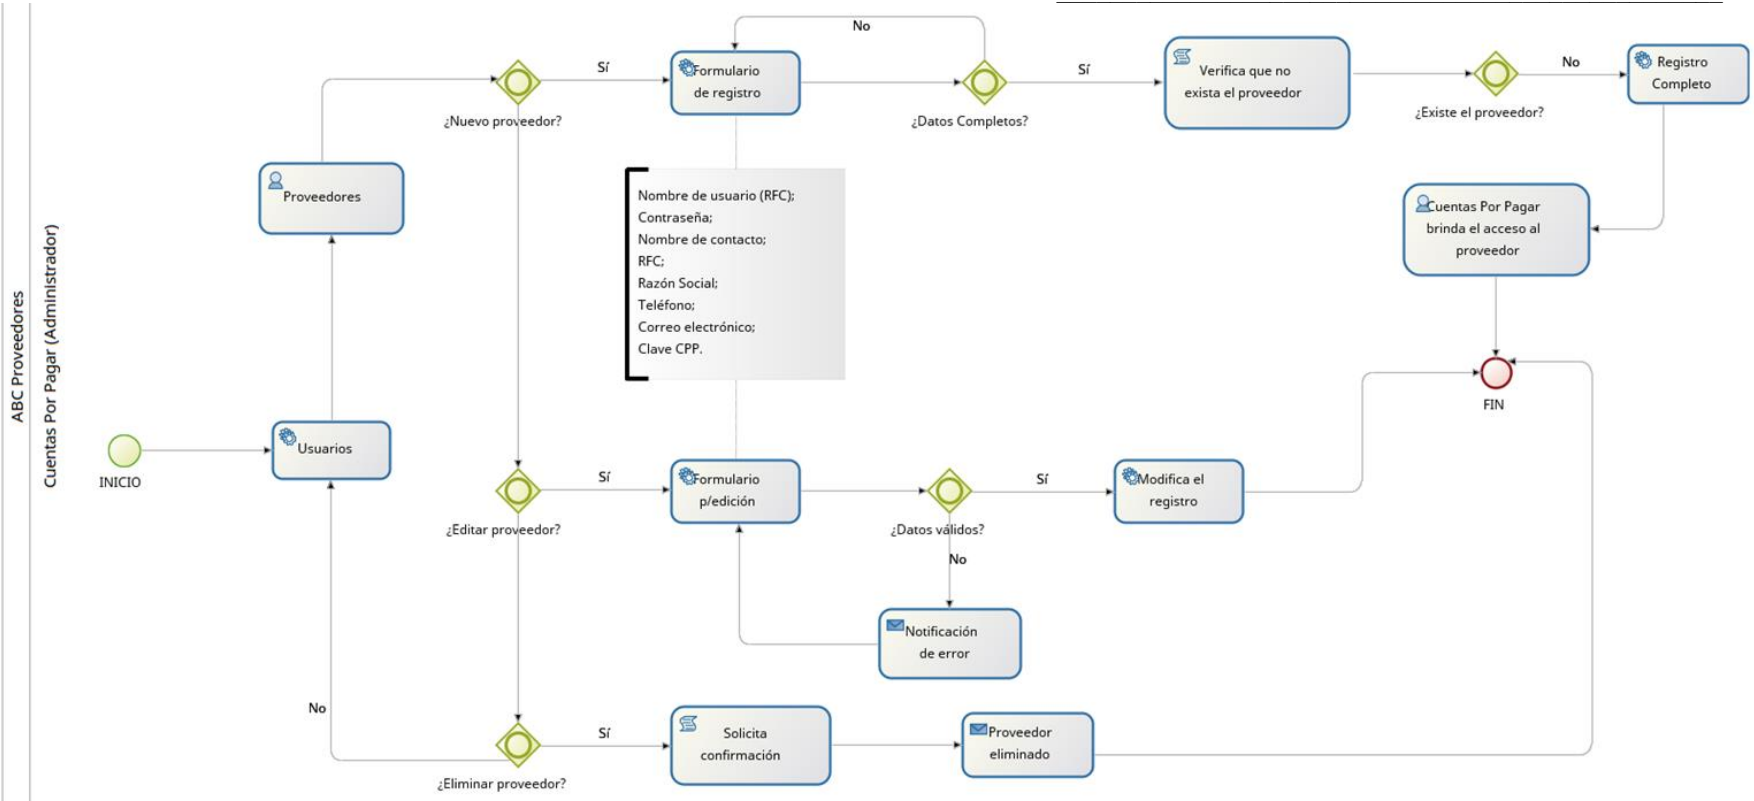 ABC Proveedores
Cuentas Por Pagar (Administrador)
INICIO
Usuarios
Proveedores
¿Nuevo proveedor?
Sí
Formulario
de registro
No
¿Datos Completos?
Sí
Verifica que no
exista el proveedor
¿Existe el proveedor?
No
Registro
Completo
Cuentas Por Pagar
brinda el acceso al
proveedor
FIN
Nombre de usuario (RFC);
Contraseña;
Nombre de contacto;
RFC;
Razón Social;
Teléfono;
Correo electrónico;
Clave CPP.
¿Editar proveedor?
Sí
Formulario
p/edición
¿Datos válidos?
Sí
Modifica el
registro
No
Notificación
de error
¿Eliminar proveedor?
No
Sí
Solicita
confirmación
Proveedor
eliminado